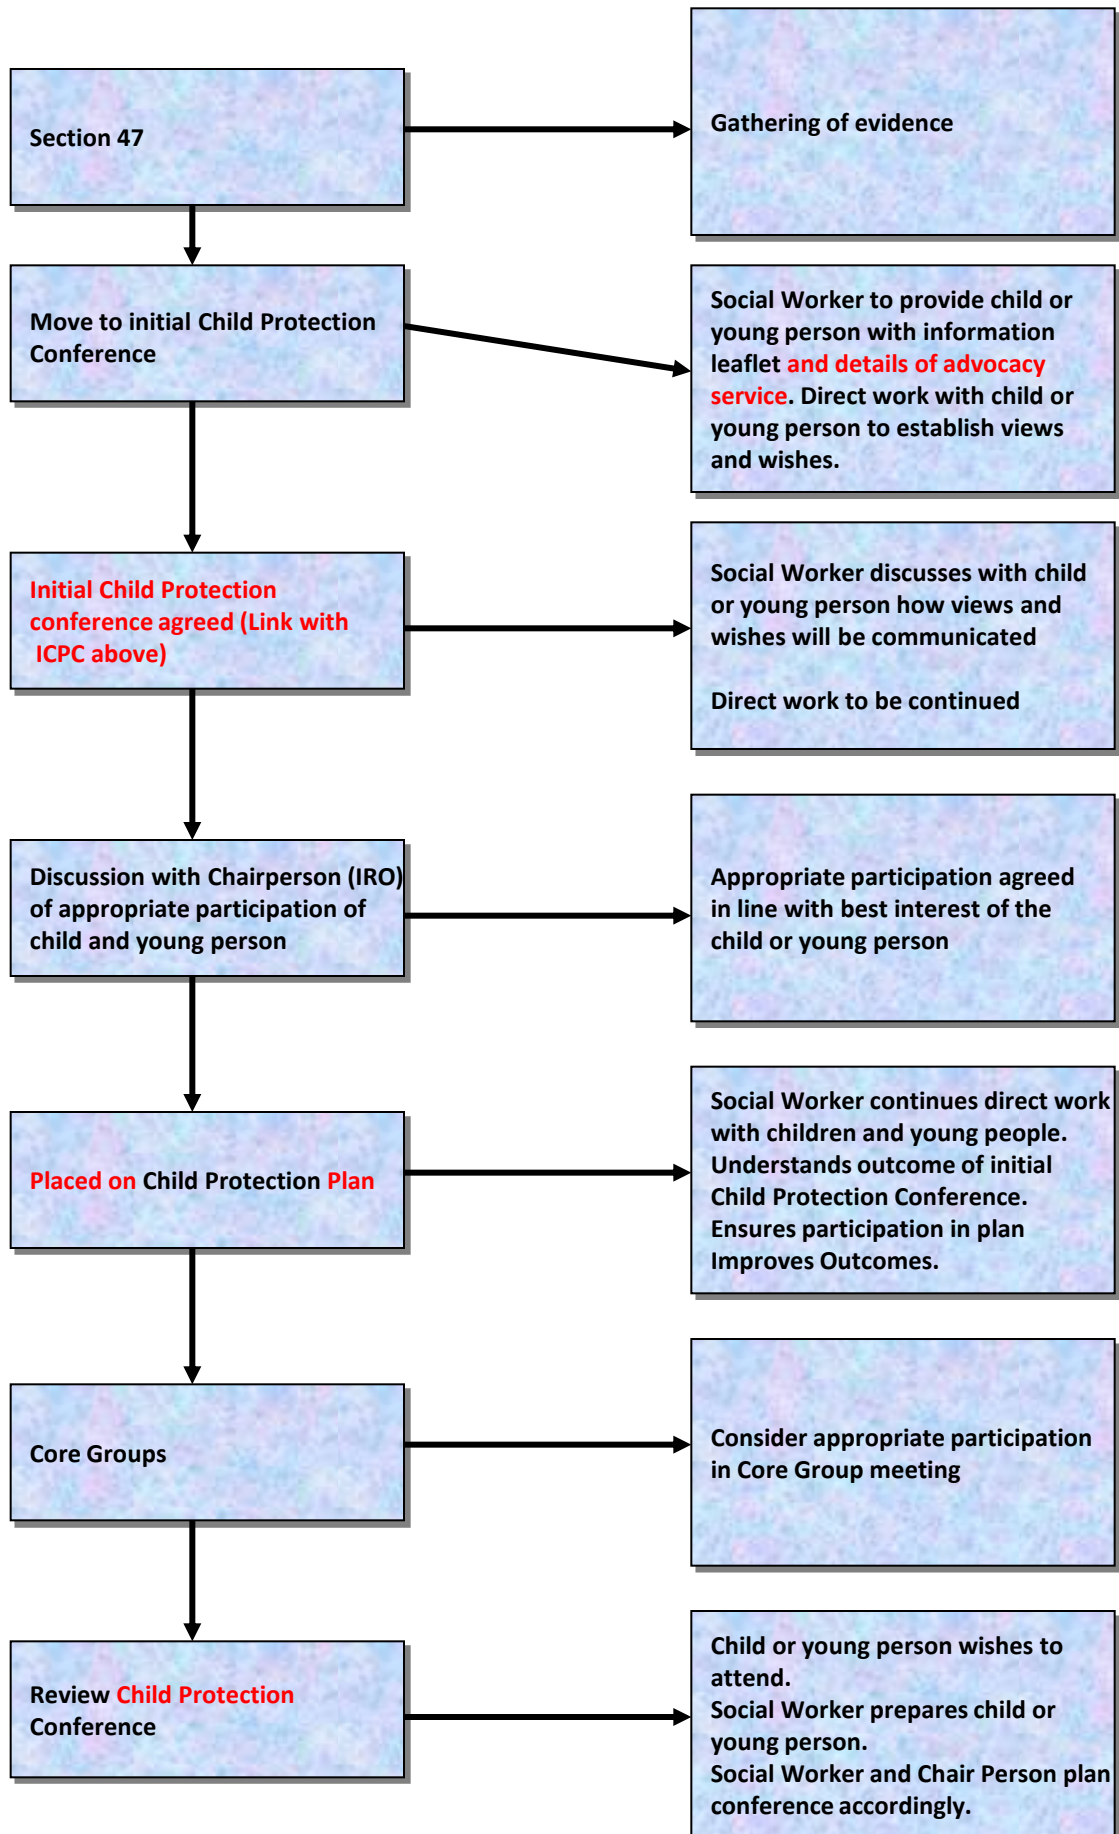 Section 47
Gathering of evidence
Move to initial Child Protection
Conference
Social Worker to provide child or
young person with information
leaflet and details of advocacy
service. Direct work with child or
young person to establish views
and wishes.
Initial Child Protection
conference agreed (Link with
ICPC above)
Social Worker discusses with child
or young person how views and
wishes will be communicated
Direct work to be continued
Discussion with Chairperson (IRO)
of appropriate participation of
child and young person
Appropriate participation agreed
in line with best interest of the
child or young person
Placed on Child Protection Plan
Social Worker continues direct work
with children and young people.
Understands outcome of initial
Child Protection Conference.
Ensures participation in plan
Improves Outcomes.
Core Groups
Consider appropriate participation
in Core Group meeting
Review Child Protection
Conference
Child or young person wishes to
attend.
Social Worker prepares child or
young person.
Social Worker and Chair Person plan
conference accordingly.